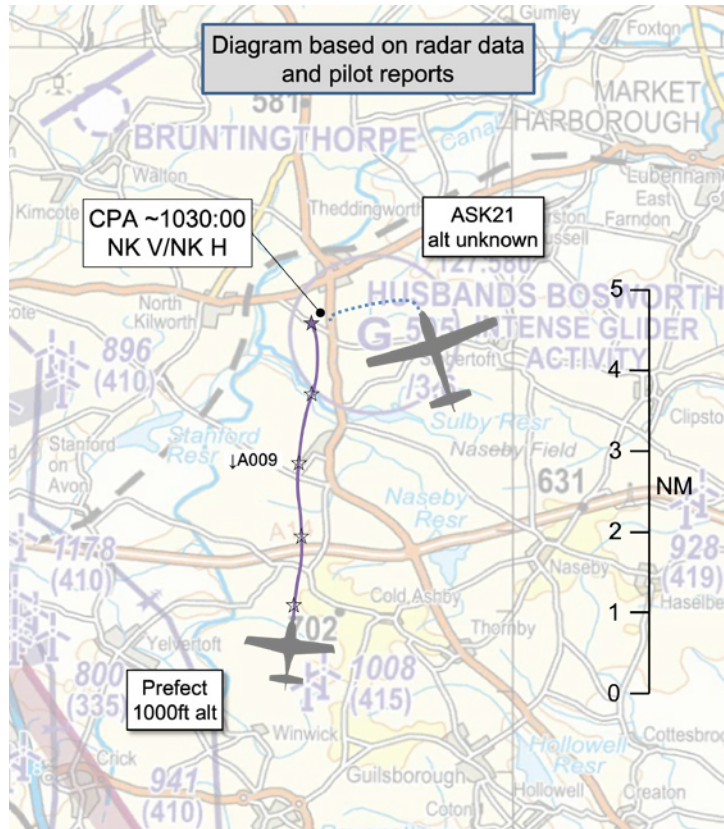 Gumley
Foxton
Diagram based on radar data
and pilot reports
581
MARKET
HARBOROUGH
BRUNTINGTHORPE
Canal
Walton
Lubenham
Kimcote
Theddingworth
East
Farndon
CPA ~1030:00
NK V/NK H
ASK21
alt unknown
127.580
HUSBANDS BOSWORTH
G
INTENSE GLIDER
ACTIVITY
North
Kilworth
5
4
3
2
1
0
NM
896
(410)
Sulby Resr
Clipston
Stanford
on
Avon
Stanford
Resr
Naseby Field
↓A009
Naseby
Resr
631
A14
1178
(410)
928
(419)
Naseby
Haselbe
Cold Ashby
Thornby
Yelvertoft
800
(335)
Prefect
1000ft alt
1008
(415)
Winwick
Cottesbro
Crick
941
(410)
Guilsborough
Hollowell
Resr
Hollowell
Creaton
Coton